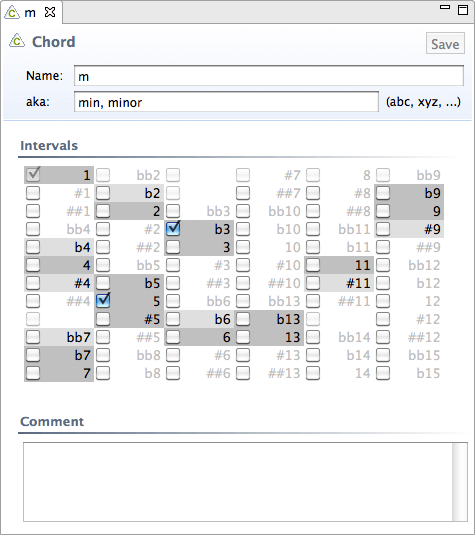 m
Chord
Save
Name: m
aka: min, minor (abc, xyz, ...)
Intervals
1 bb2 #7 8 bb9
#1 b2 ##7 #8 b9
##1 2 bb3 bb10 ##8 9
bb4 #2 b3 b10 bb11 #9
b4 ##2 3 10 b11 ##9
4 bb5 #3 #10 11 bb12
#4 b5 ##3 ##10 #11 b12
##4 5 bb6 bb13 ##11 12
#5 b6 b13 #12
bb7 ##5 6 13 bb14 ##12
b7 bb8 #6 #13 b14 bb15
7 b8 ##6 ##13 14 b15
Comment